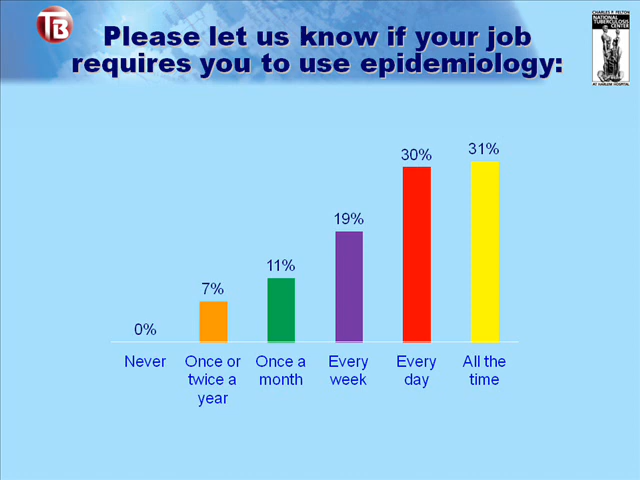 TB
CHARLES P. FELTON
NATIONAL
TUBERCULOSIS
CENTER
AT HARLEM HOSPITAL
Please let us know if your job
requires you to use epidemiology:
0%
7%
11%
19%
30%
31%
Never
Once or
twice a
year
Once a
month
Every
week
Every
day
All the
time